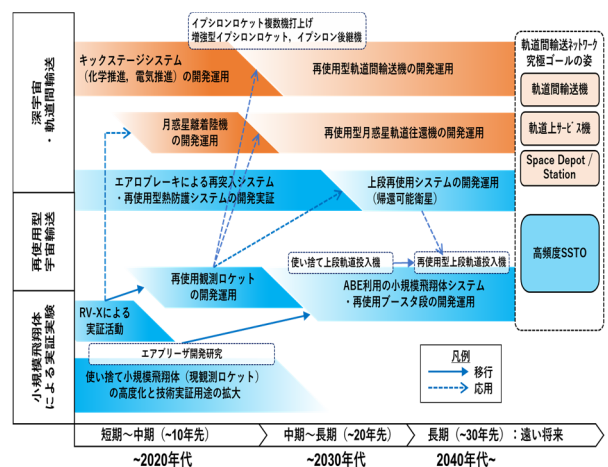 イプシロンロケット複数機打上げ
増強型イプシロンロケット，イプシロン後継機
深宇宙
・軌道間輸送
キックステージシステム
（化学推進，電気推進）の開発運用
再使用型軌道間輸送機の開発運用
月惑星離着陸機
の開発運用
再使用型月惑星軌道往還機の開発運用
軌道間輸送ネットワーク
究極ゴールの姿
軌道間輸送機
軌道上サービス機
Space Depot /
Station
高頻度SSTO
再使用型
宇宙輸送
エアロブレーキによる再突入システム
・再使用型熱防護システムの開発実証
上段再使用システムの開発運用
（帰還可能衛星）
使い捨て上段軌道投入機
再使用型上段軌道投入機
再使用観測ロケット
の開発運用
ABE利用の小規模飛翔体システム
・再使用ブースタ段の開発運用
小規模飛翔体
による実証実験
RV-Xによる
実証活動
エアブリーザ開発研究
使い捨て小規模飛翔体（現観測ロケット）
の高度化と技術実証用途の拡大
凡例
移行
応用
短期～中期（~10年先）
中期～長期（~20年先）
長期（~30年先）：遠い将来
~2020年代
~2030年代
2040年代~